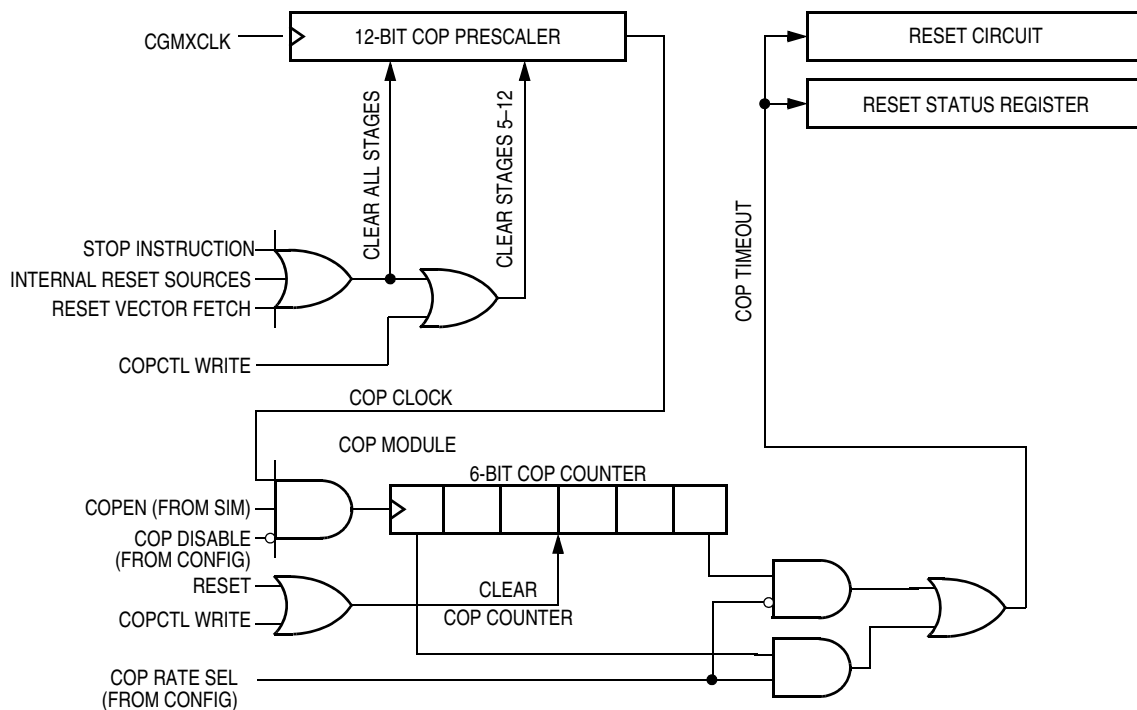 CGMXCLK
12-BIT COP PRESCALER
RESET CIRCUIT
RESET STATUS REGISTER
CLEAR ALL STAGES
CLEAR STAGES 5–12
COP TIMEOUT
STOP INSTRUCTION
INTERNAL RESET SOURCES
RESET VECTOR FETCH
COPCTL WRITE
COP CLOCK
COP MODULE
6-BIT COP COUNTER
COPEN (FROM SIM)
COP DISABLE
(FROM CONFIG)
RESET
COPCTL WRITE
CLEAR
COP COUNTER
COP RATE SEL
(FROM CONFIG)